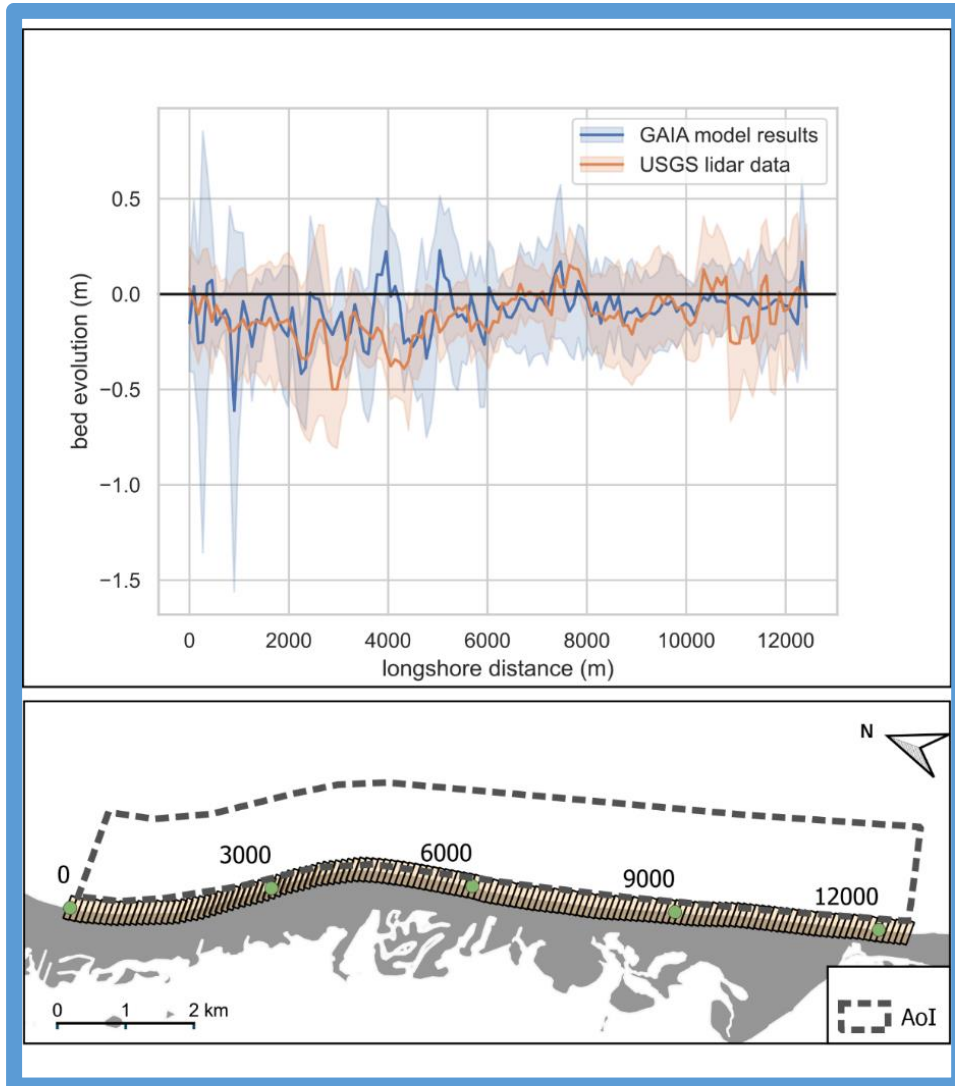 GAIA model results
USGS lidar data
0.5
0.0
−0.5
−1.0
−1.5
bed evolution (m)
0 2000 4000 6000 8000 10000 12000
longshore distance (m)
N
0 3000 6000 9000 12000
0 1 2 km
AoI